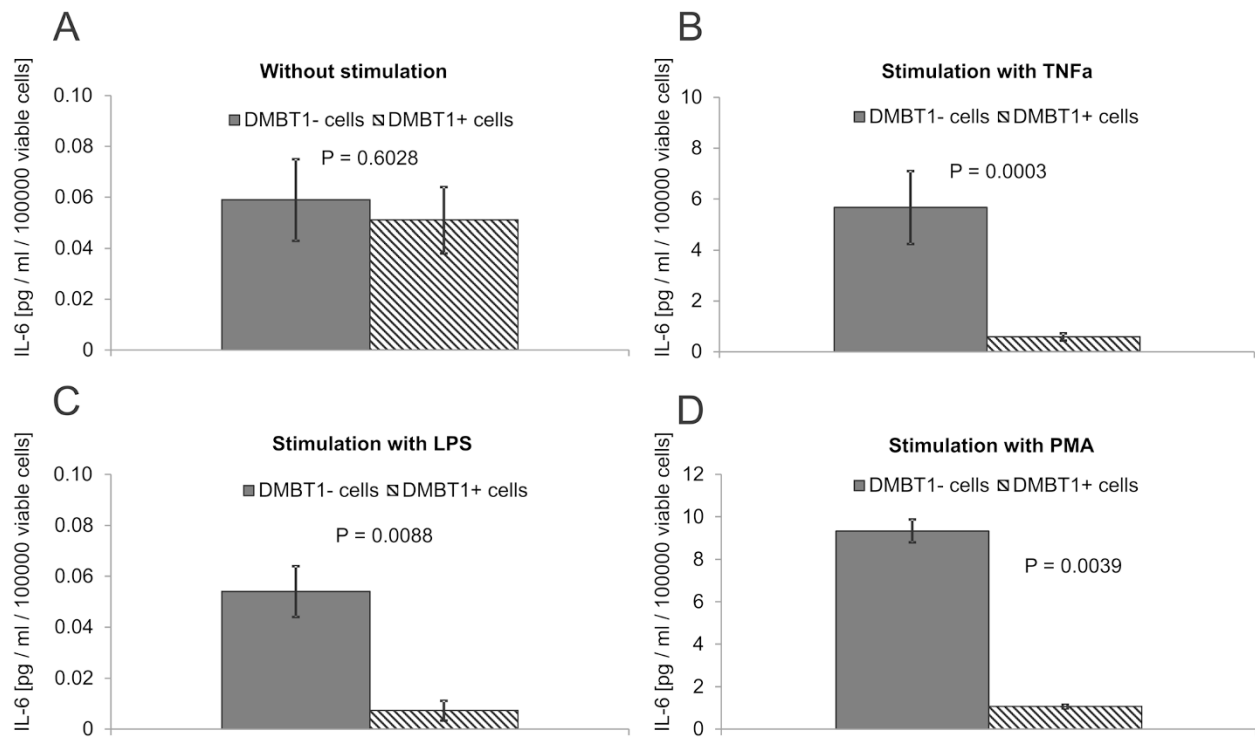 A
Without stimulation
IL-6 [pg / ml / 100000 viable cells]
0.10
0.08
0.06
0.04
0.02
0
DMBT1- cells DMBT1+ cells
P = 0.6028
B
Stimulation with TNFa
IL-6 [pg / ml / 100000 viable cells]
10
8
6
4
2
0
DMBT1- cells DMBT1+ cells
P = 0.0003
C
Stimulation with LPS
IL-6 [pg / ml / 100000 viable cells]
0.10
0.08
0.06
0.04
0.02
0
DMBT1- cells DMBT1+ cells
P = 0.0088
D
Stimulation with PMA
IL-6 [pg / ml / 100000 viable cells]
12
10
8
6
4
2
0
DMBT1- cells DMBT1+ cells
P = 0.0039